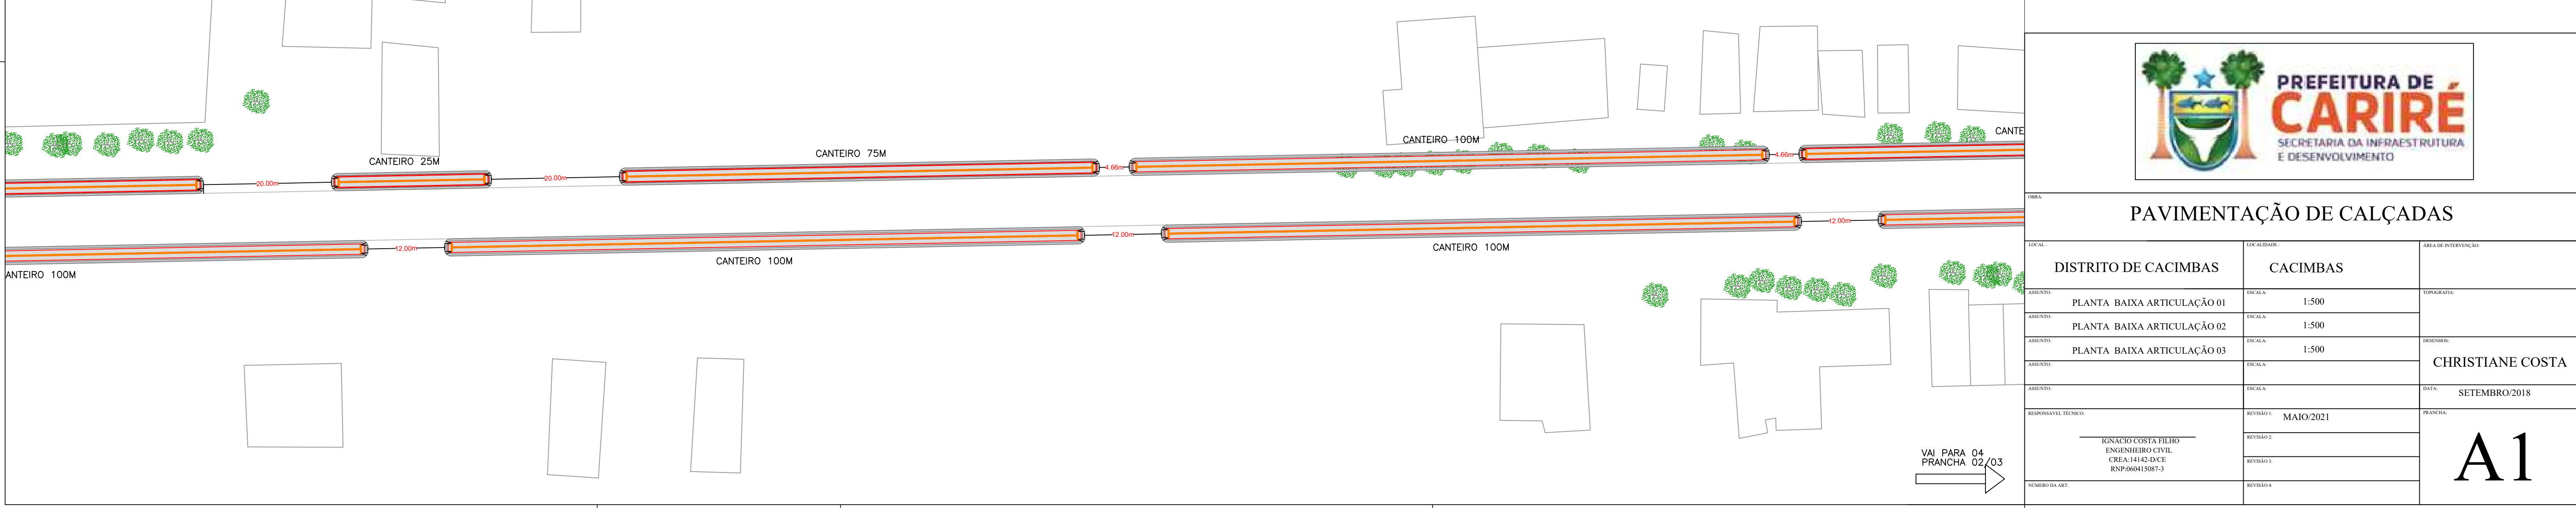 CANTEIRO 25M
CANTEIRO 75M
CANTEIRO 100M
CANTE
20.00m
20.00m
4.66m
4.66m
12.00m
12.00m
12.00m
ANTEIRO 100M
CANTEIRO 100M
CANTEIRO 100M
VAI PARA 04
PRANCHA 02/03
PREFEITURA DE
CARIRÉ
SECRETARIA DA INFRAESTRUTURA
E DESENVOLVIMENTO
OBRA:
PAVIMENTAÇÃO DE CALÇADAS
LOCAL :
DISTRITO DE CACIMBAS
LOCALIDADE :
CACIMBAS
ÁREA DE INTERVENÇÃO:
ASSUNTO:
PLANTA BAIXA ARTICULAÇÃO 01
ESCALA:
1:500
TOPOGRAFIA:
ASSUNTO:
PLANTA BAIXA ARTICULAÇÃO 02
ESCALA:
1:500
ASSUNTO:
PLANTA BAIXA ARTICULAÇÃO 03
ESCALA:
1:500
DESENHOS:
CHRISTIANE COSTA
ASSUNTO:
ESCALA:
ASSUNTO:
ESCALA:
DATA:
SETEMBRO/2018
RESPONSÁVEL TÉCNICO:
IGNACIO COSTA FILHO
ENGENHEIRO CIVIL
CREA:14142-D/CE
RNP:060415087-3
REVISÃO 1:
MAIO/2021
REVISÃO 2:
REVISÃO 3:
REVISÃO 4:
PRANCHA:
A1
NÚMERO DA ART: